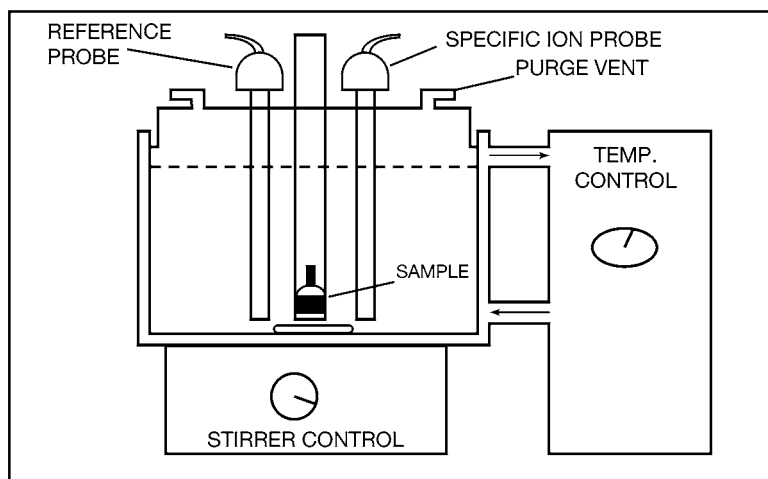 REFERENCE
PROBE
SPECIFIC ION PROBE
PURGE VENT
TEMP.
CONTROL
SAMPLE
STIRRER CONTROL